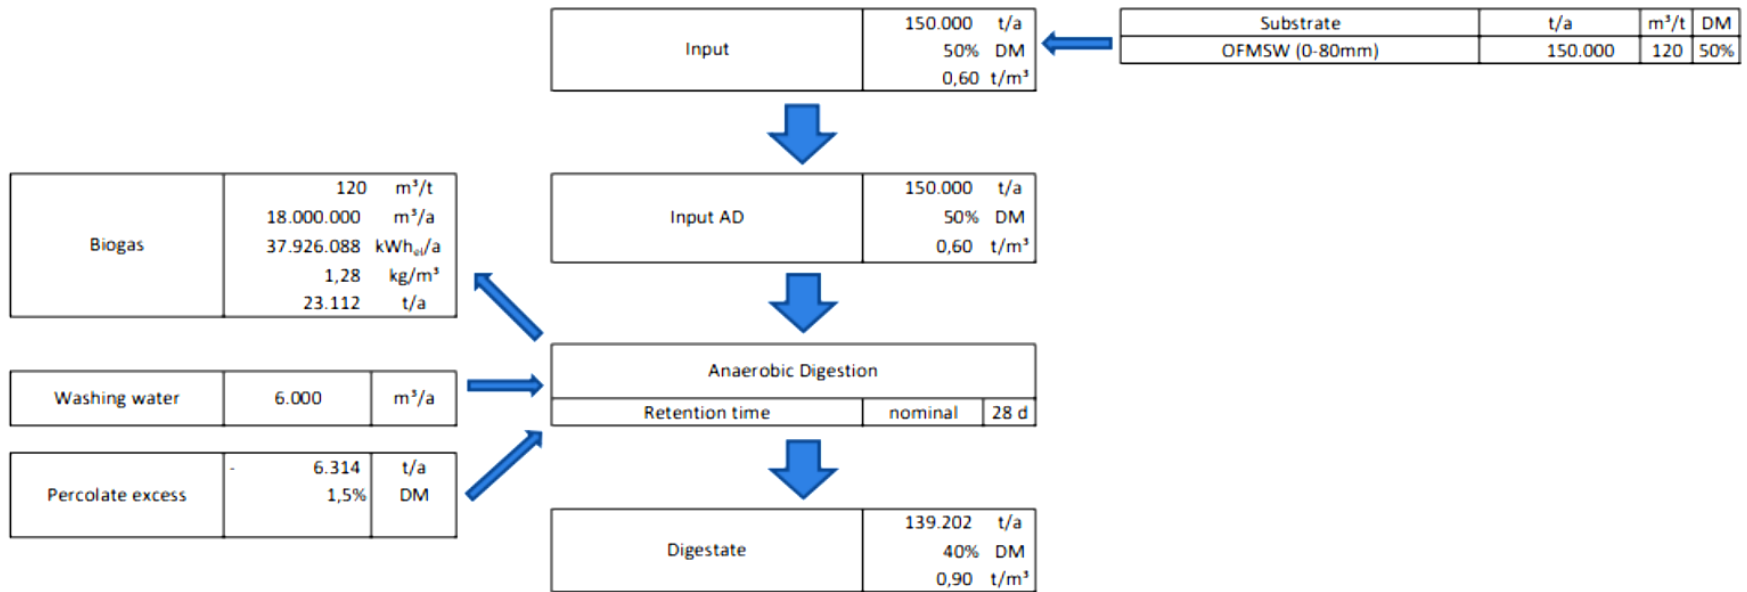 Substrate t/a m³/t DM
OFMSW (0-80mm) 150.000 120 50%
Input
150.000 t/a
50% DM
0,60 t/m³
Input AD
150.000 t/a
50% DM
0,60 t/m³
Biogas
120 m³/t
18.000.000 m³/a
37.926.088 kWhel/a
1,28 kg/m³
23.112 t/a
Anaerobic Digestion
Retention time nominal 28 d
Washing water 6.000 m³/a
Percolate excess
- 6.314 t/a
1,5% DM
Digestate
139.202 t/a
40% DM
0,90 t/m³